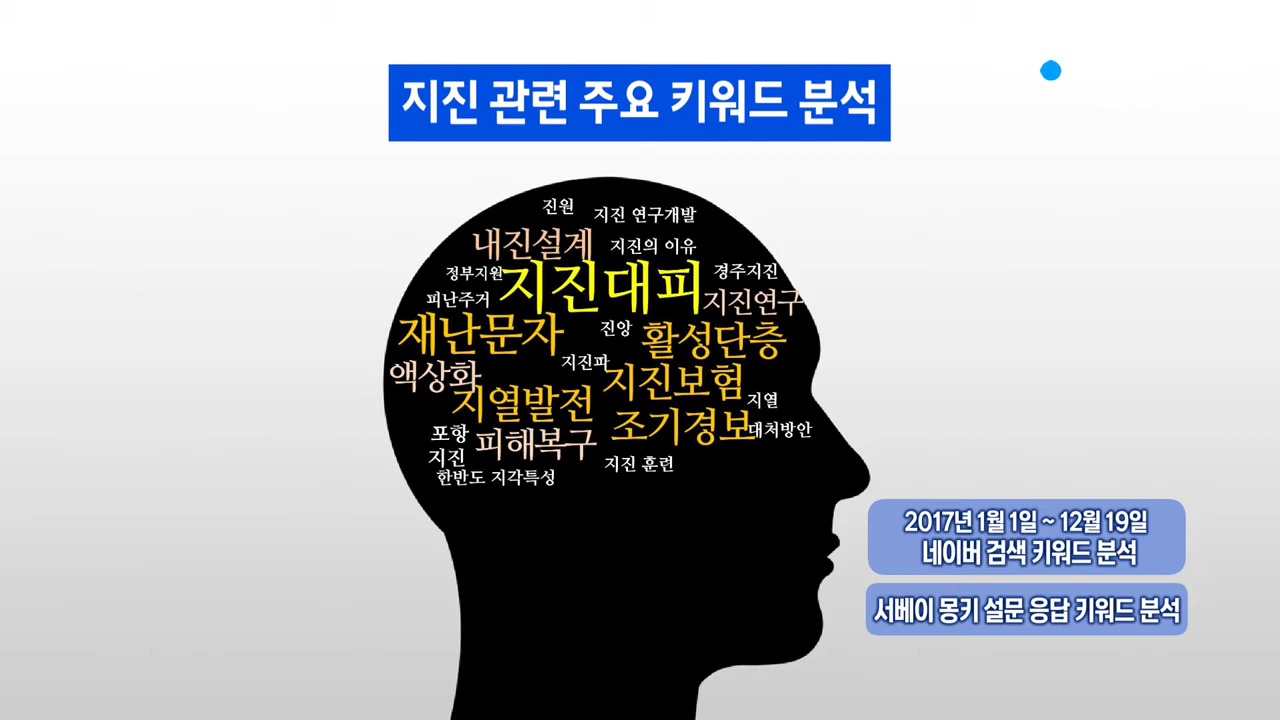 지진 관련 주요 키워드 분석
진원
지진 연구개발
내진설계
지진의 이유
정부지원
지진대피
경주지진
피난주거
지진연구
재난문자
진앙
활성단층
액상화
지진파
지진보험
지열발전
지열
포항
지진
피해복구
조기경보
대처방안
한반도 지각특성
지진 훈련
2017년 1월 1일 ~ 12월 19일
네이버 검색 키워드 분석
서베이 몽키 설문 응답 키워드 분석